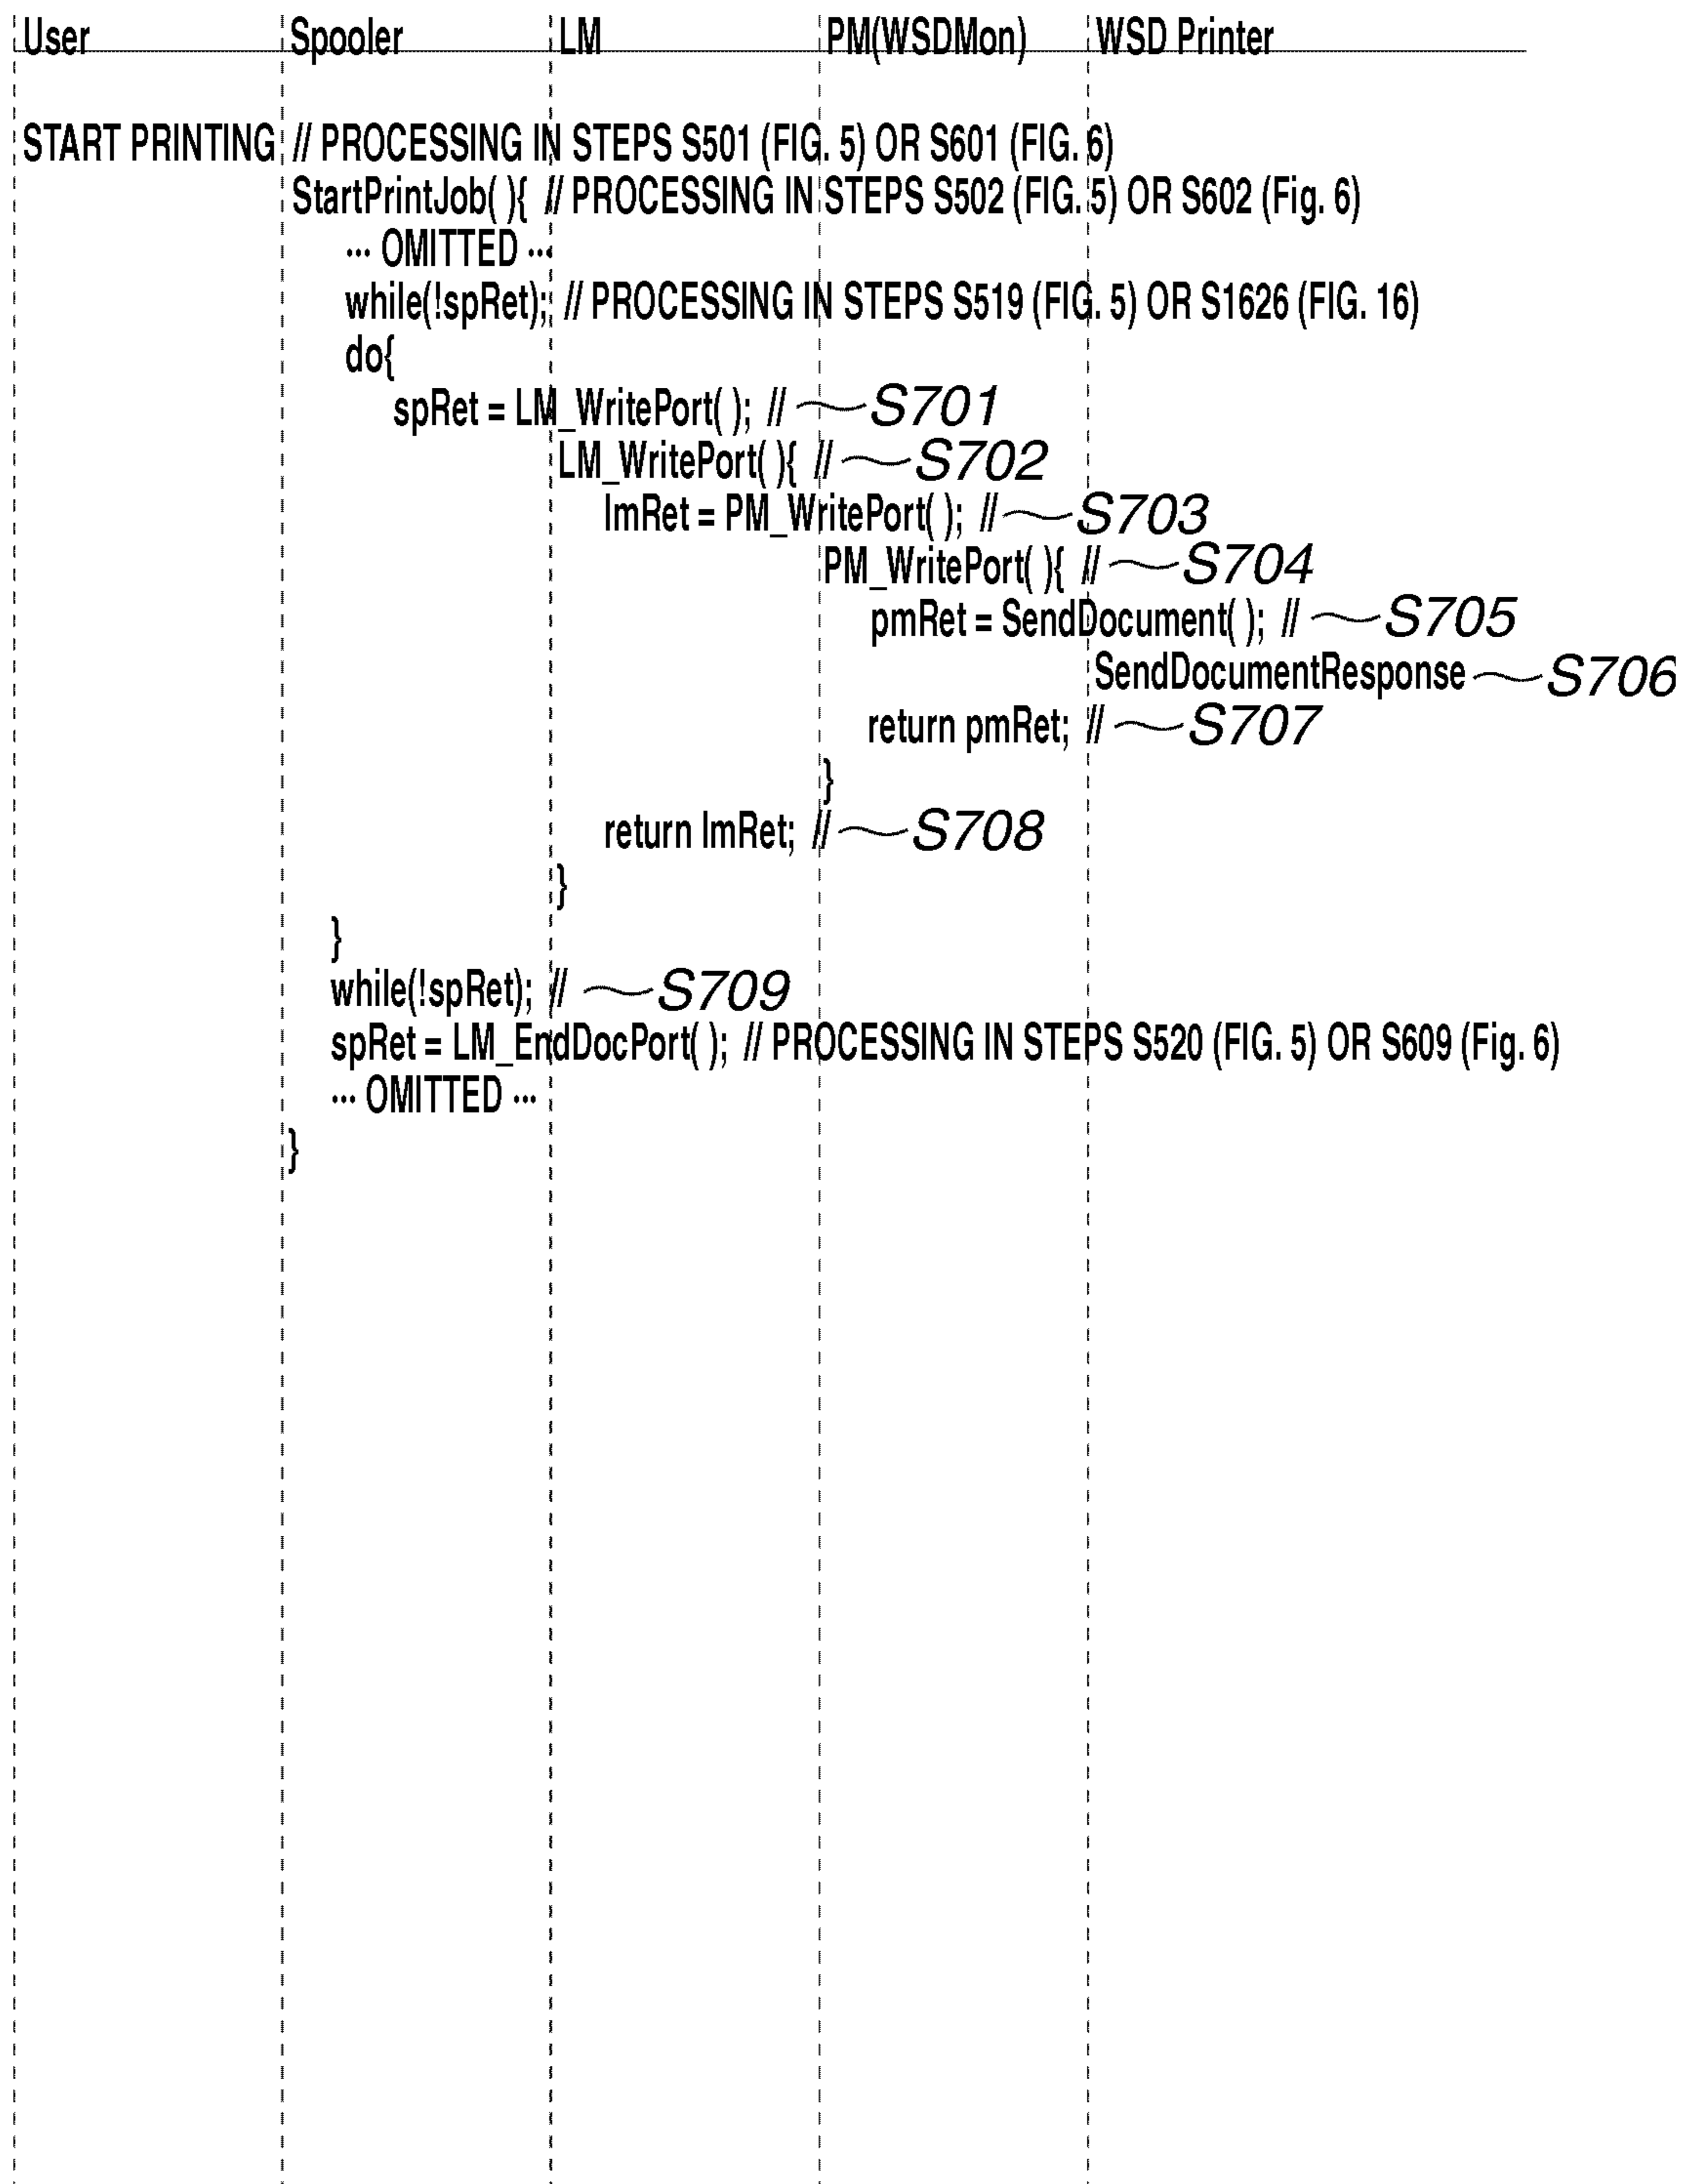 User Spooler LM PM(WSDMon) WSD Printer
START PRINTING // PROCESSING IN STEPS S501 (FIG. 5) OR S601 (FIG. 6)
StartPrintJob( ){ // PROCESSING IN STEPS S502 (FIG. 5) OR S602 (Fig. 6)
··· OMITTED ···
while(!spRet); // PROCESSING IN STEPS S519 (FIG. 5) OR S1626 (FIG. 16)
do{
spRet = LM_WritePort( ); // S701
LM_WritePort( ){ // S702
lmRet = PM_WritePort( ); // S703
PM_WritePort( ){ // S704
pmRet = SendDocument( ); // S705
SendDocumentResponse S706
return pmRet; // S707
}
return lmRet; // S708
}
}
while(!spRet); // S709
spRet = LM_EndDocPort( ); // PROCESSING IN STEPS S520 (FIG. 5) OR S609 (Fig. 6)
··· OMITTED ···
}